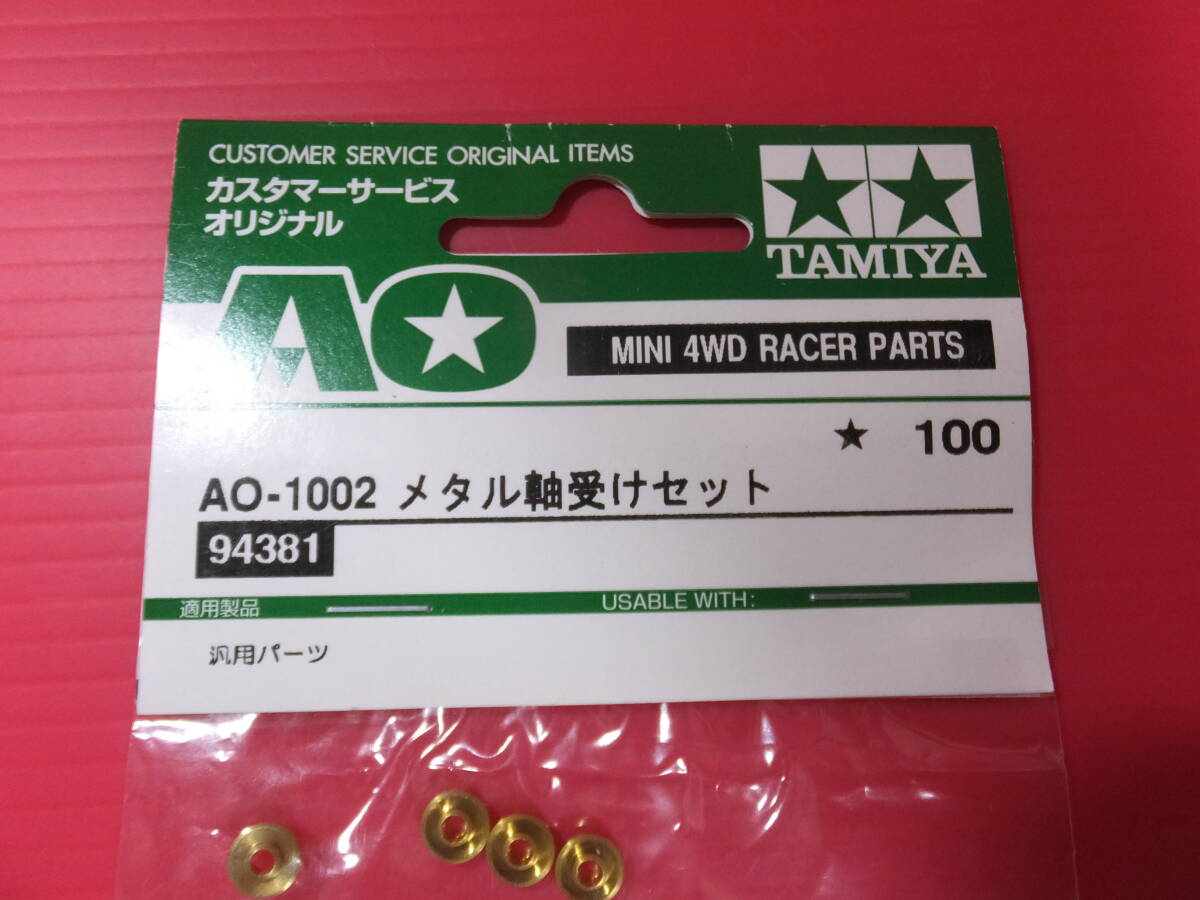 CUSTOMER SERVICE ORIGINAL ITEMS
カスタマーサービス
オリジナル
TAMIYA
AO
MINI 4WD RACER PARTS
★ 100
AO-1002 メタル軸受けセット
94381
適用製品
USABLE WITH:
汎用パーツ